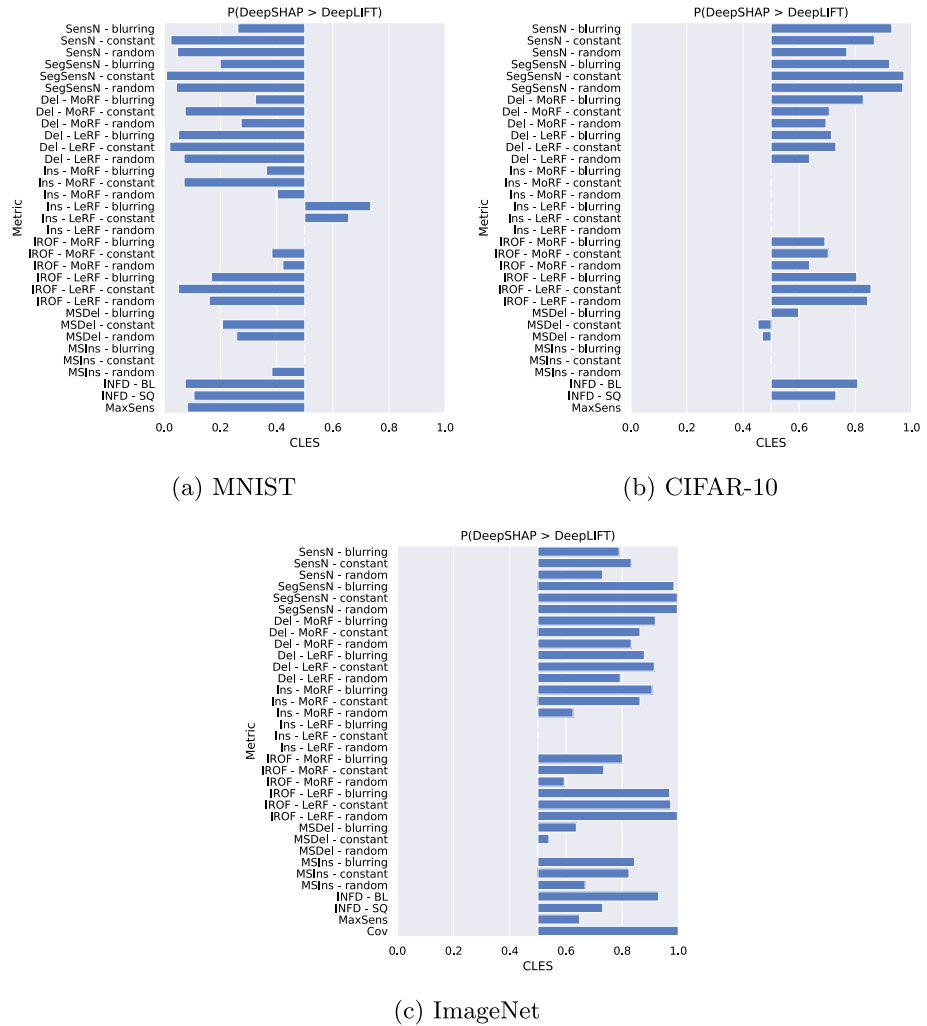 P(DeepSHAP > DeepLIFT)
SensN - blurring
SensN - constant
SensN - random
SegSensN - blurring
SegSensN - constant
SegSensN - random
Del - MoRF - blurring
Del - MoRF - constant
Del - MoRF - random
Del - LeRF - blurring
Del - LeRF - constant
Del - LeRF - random
Ins - MoRF - blurring
Ins - MoRF - constant
Ins - MoRF - random
Ins - LeRF - blurring
Ins - LeRF - constant
Ins - LeRF - random
IROF - MoRF - blurring
IROF - MoRF - constant
IROF - MoRF - random
IROF - LeRF - blurring
IROF - LeRF - constant
IROF - LeRF - random
MSDel - blurring
MSDel - constant
MSDel - random
MSIns - blurring
MSIns - constant
MSIns - random
INFD - BL
INFD - SQ
MaxSens
Metric
0.0 0.2 0.4 0.6 0.8 1.0
CLES
(a) MNIST
P(DeepSHAP > DeepLIFT)
SensN - blurring
SensN - constant
SensN - random
SegSensN - blurring
SegSensN - constant
SegSensN - random
Del - MoRF - blurring
Del - MoRF - constant
Del - MoRF - random
Del - LeRF - blurring
Del - LeRF - constant
Del - LeRF - random
Ins - MoRF - blurring
Ins - MoRF - constant
Ins - MoRF - random
Ins - LeRF - blurring
Ins - LeRF - constant
Ins - LeRF - random
IROF - MoRF - blurring
IROF - MoRF - constant
IROF - MoRF - random
IROF - LeRF - blurring
IROF - LeRF - constant
IROF - LeRF - random
MSDel - blurring
MSDel - constant
MSDel - random
MSIns - blurring
MSIns - constant
MSIns - random
INFD - BL
INFD - SQ
MaxSens
Metric
0.0 0.2 0.4 0.6 0.8 1.0
CLES
(b) CIFAR-10
P(DeepSHAP > DeepLIFT)
SensN - blurring
SensN - constant
SensN - random
SegSensN - blurring
SegSensN - constant
SegSensN - random
Del - MoRF - blurring
Del - MoRF - constant
Del - MoRF - random
Del - LeRF - blurring
Del - LeRF - constant
Del - LeRF - random
Ins - MoRF - blurring
Ins - MoRF - constant
Ins - MoRF - random
Ins - LeRF - blurring
Ins - LeRF - constant
Ins - LeRF - random
IROF - MoRF - blurring
IROF - MoRF - constant
IROF - MoRF - random
IROF - LeRF - blurring
IROF - LeRF - constant
IROF - LeRF - random
MSDel - blurring
MSDel - constant
MSDel - random
MSIns - blurring
MSIns - constant
MSIns - random
INFD - BL
INFD - SQ
MaxSens
Cov
Metric
0.0 0.2 0.4 0.6 0.8 1.0
CLES
(c) ImageNet